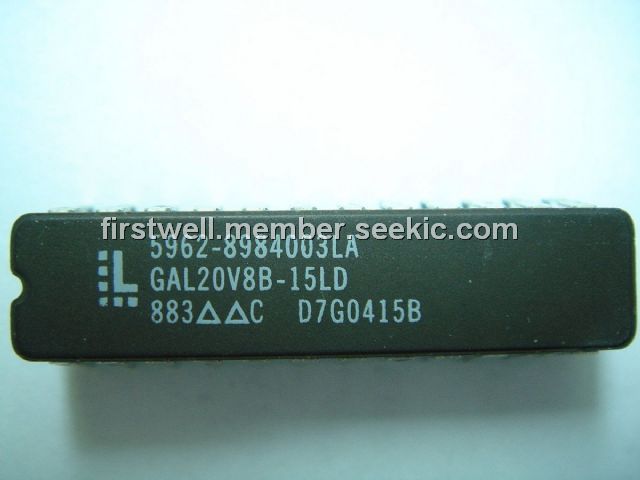 firstwell.member.seekic.com
5962-8984003LA
L
GAL20V8B-15LD
883△△C D7G0415B